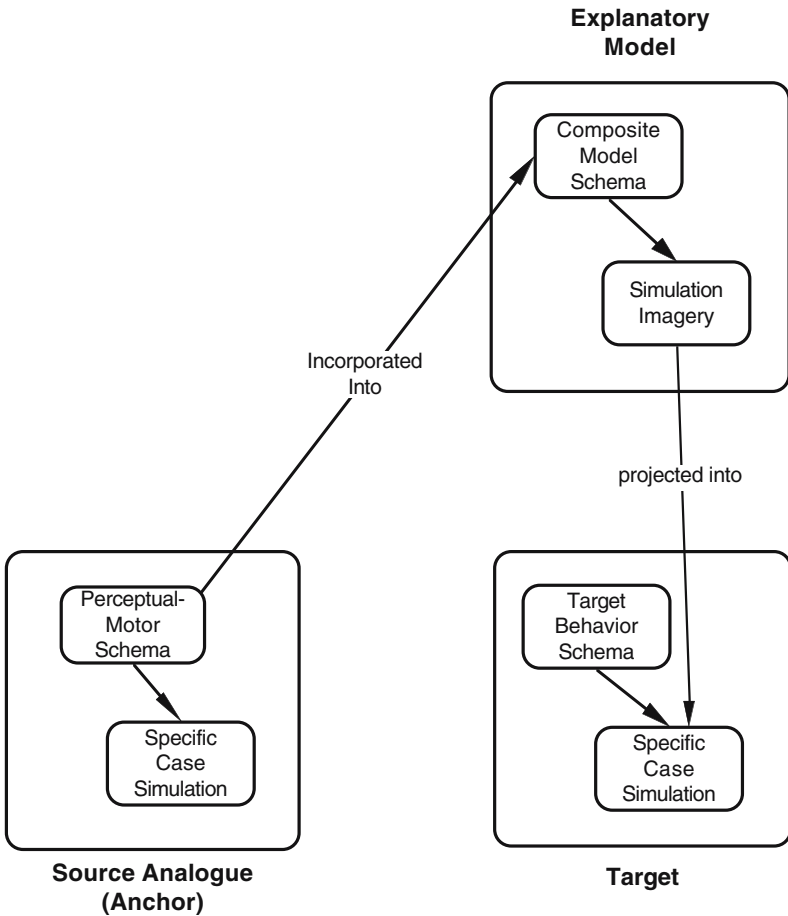 Explanatory
Model
Composite
Model
Schema
Simulation
Imagery
Incorporated
Into
projected into
Perceptual-
Motor
Schema
Specific
Case
Simulation
Target
Behavior
Schema
Specific
Case
Simulation
Source Analogue
(Anchor)
Target